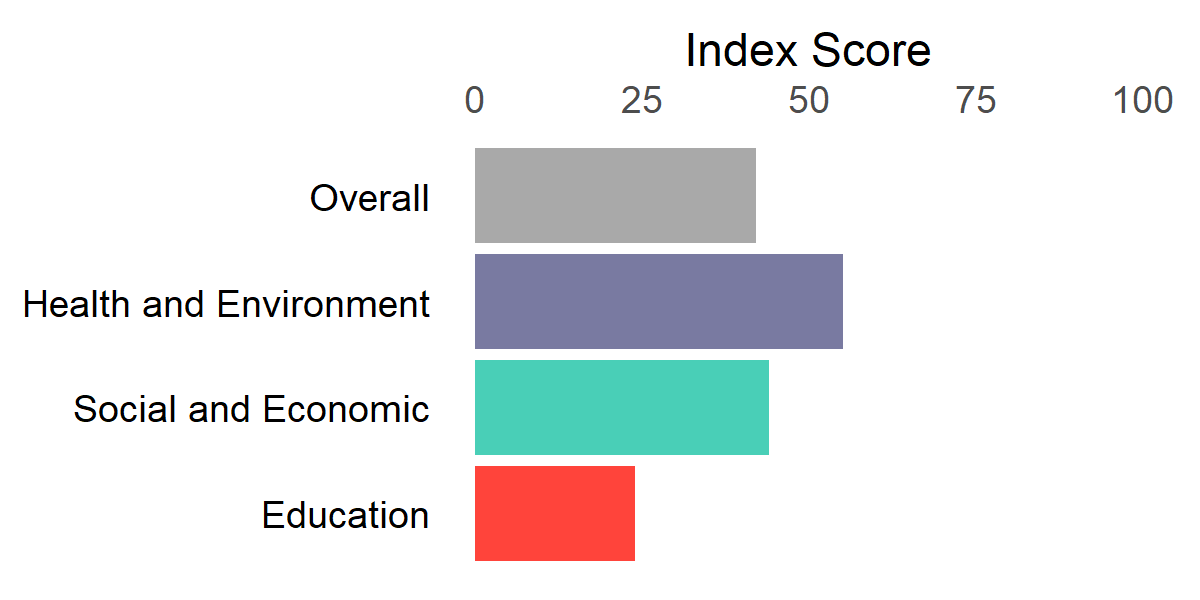 Index Score
0 25 50 75 100
Overall
Health and Environment
Social and Economic
Education